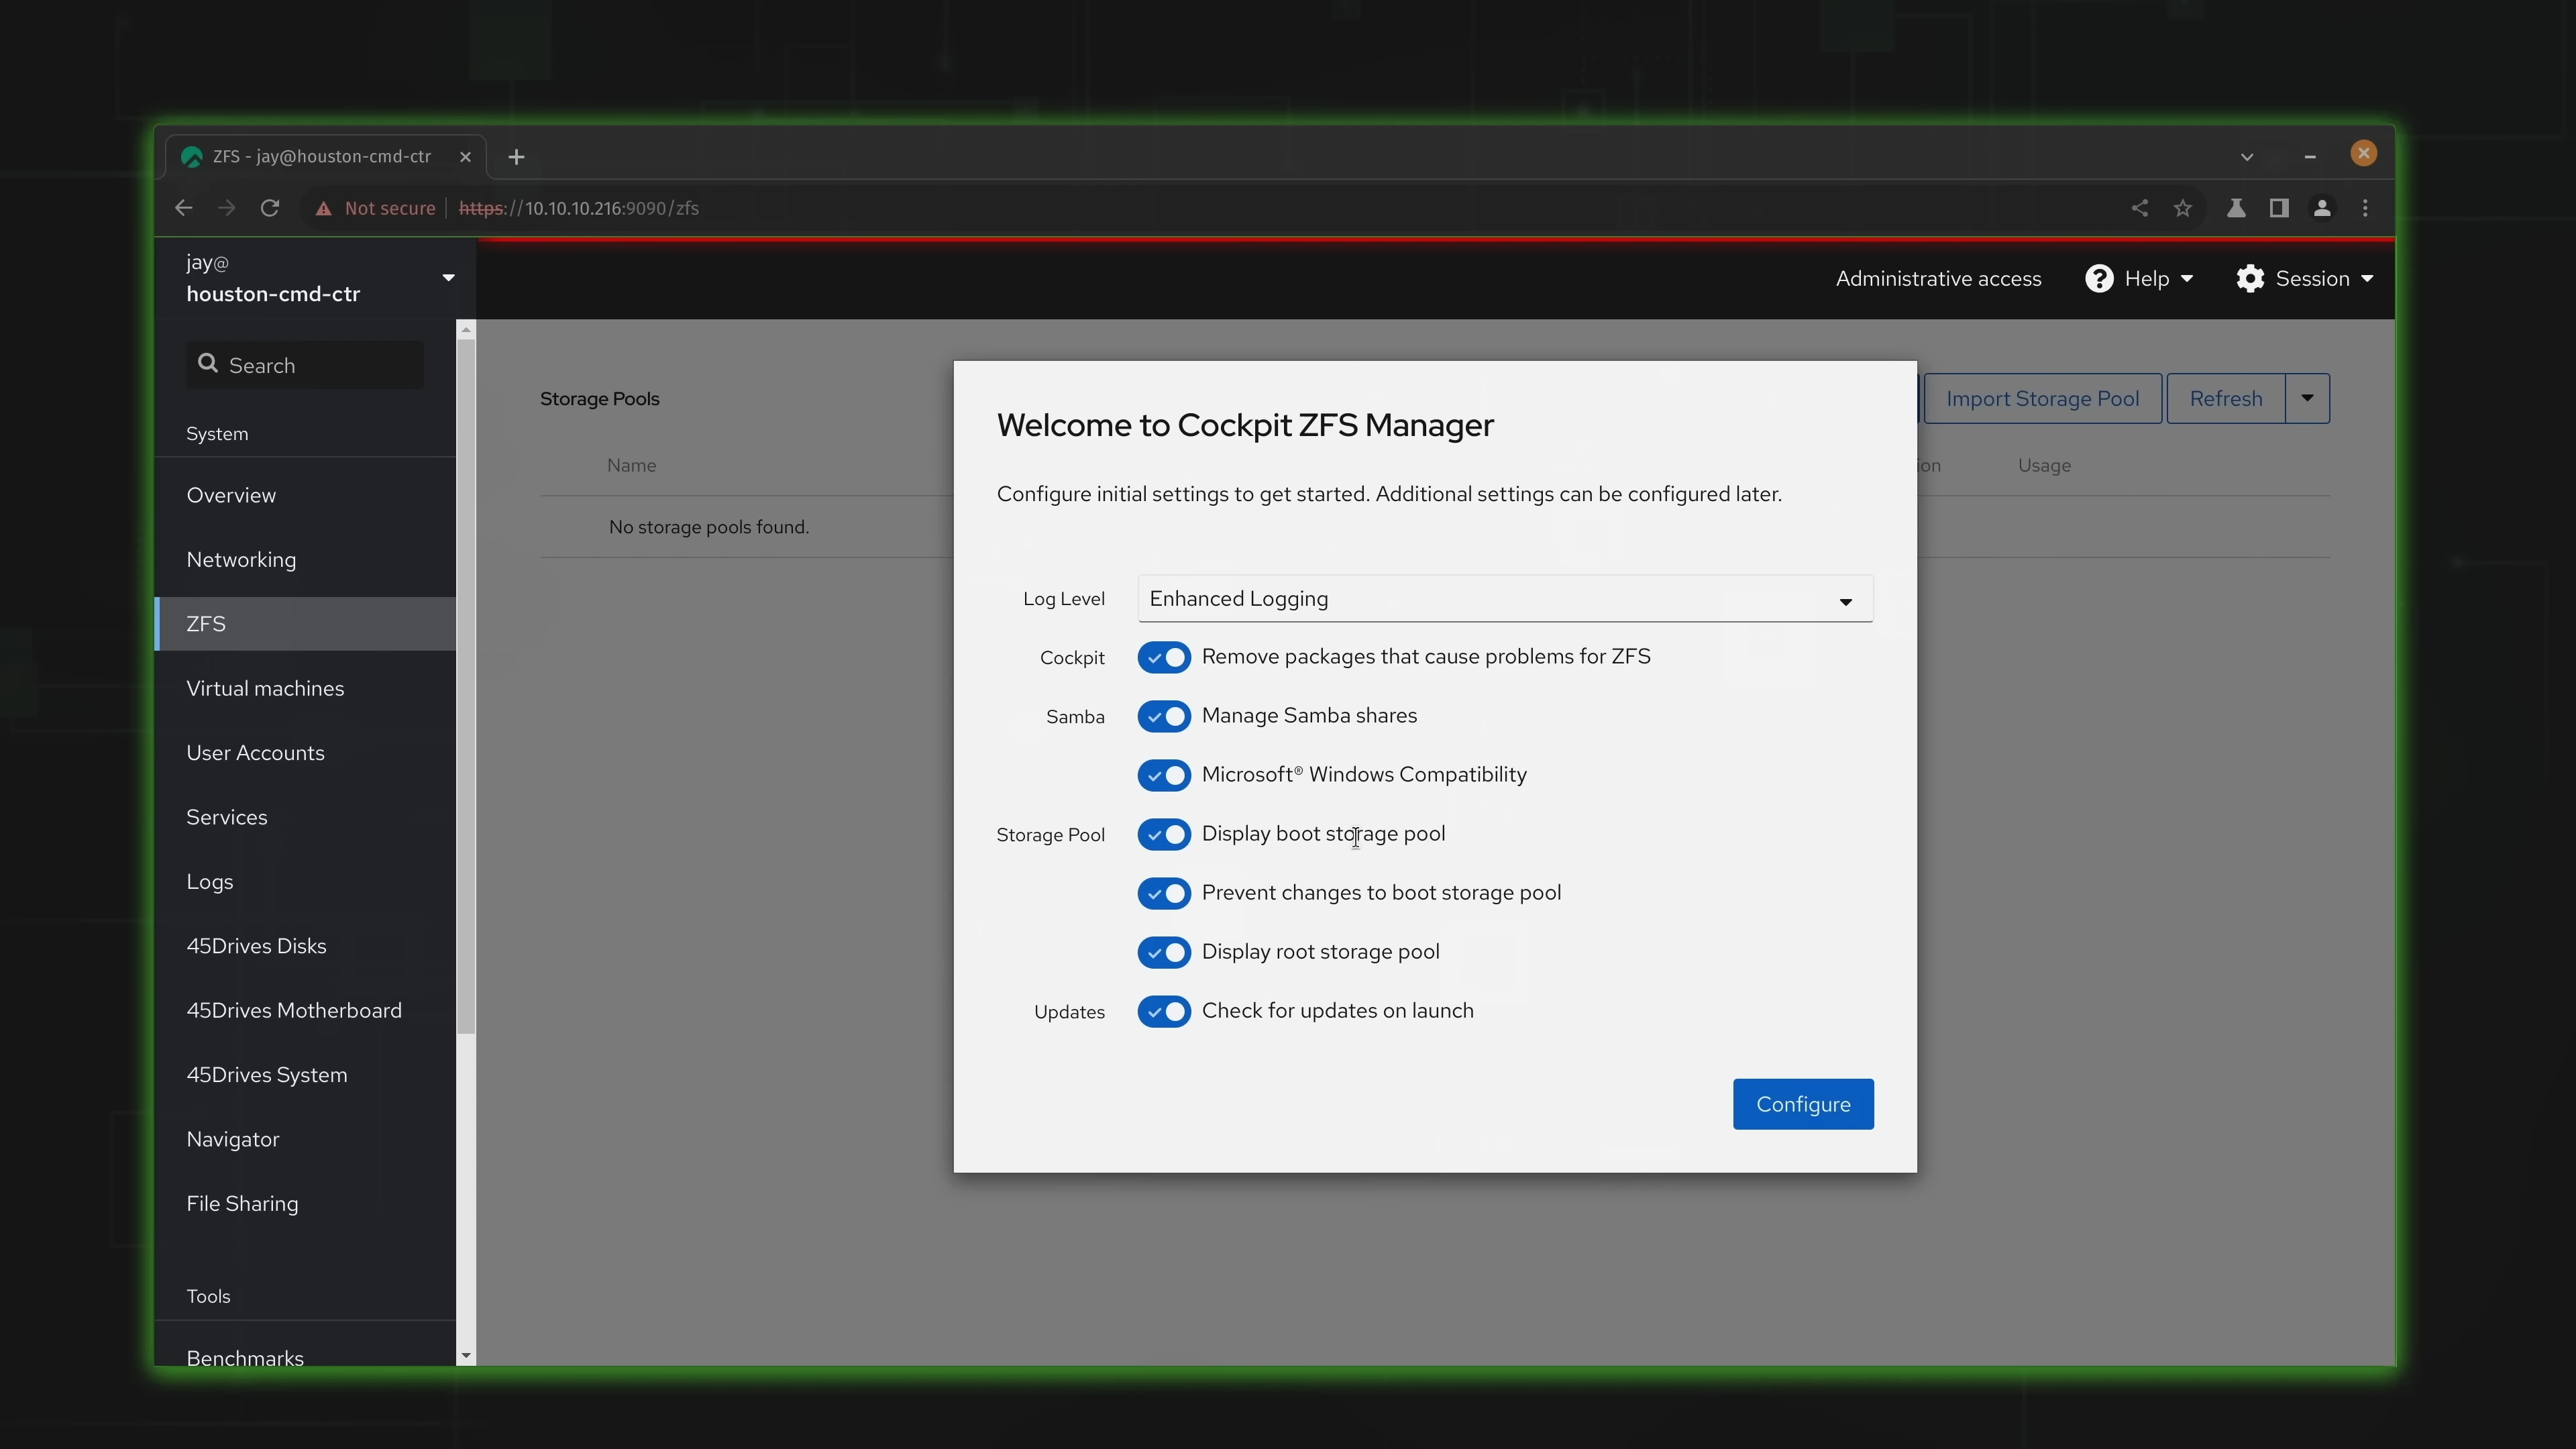 ZFS - jay@houston-cmd-ctr
Not secure
https://10.10.10.216:9090/zfs
jay@
houston-cmd-ctr
Administrative access
Help
Session
Search
System
Overview
Networking
ZFS
Virtual machines
User Accounts
Services
Logs
45Drives Disks
45Drives Motherboard
45Drives System
Navigator
File Sharing
Tools
Benchmarks
Storage Pools
Import Storage Pool
Refresh
Name
ion
Usage
No storage pools found.
Welcome to Cockpit ZFS Manager
Configure initial settings to get started. Additional settings can be configured later.
Log Level
Enhanced Logging
Cockpit
Remove packages that cause problems for ZFS
Samba
Manage Samba shares
Microsoft® Windows Compatibility
Storage Pool
Display boot storage pool
Prevent changes to boot storage pool
Display root storage pool
Updates
Check for updates on launch
Configure